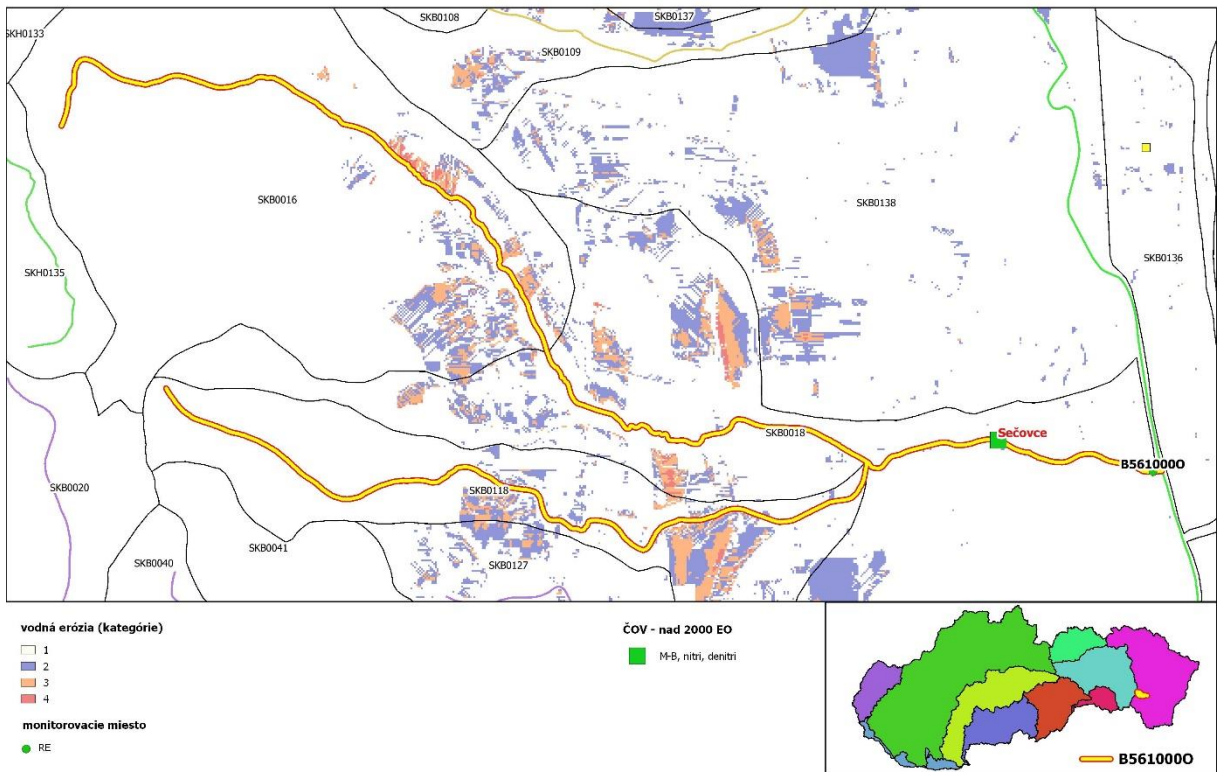 SKB0108
SKB0137
SKH0133
SKB0109
SKB0016
SKB0138
SKH0135
SKB0136
SKB0018
Sečovce
B561000O
SKB0020
SKB0118
SKB0041
SKB0040
SKB0127
vodná erózia (kategórie)
1
2
3
4
monitorovacie miesto
RE
ČOV - nad 2000 EO
M-B, nitri, denitri
B561000O